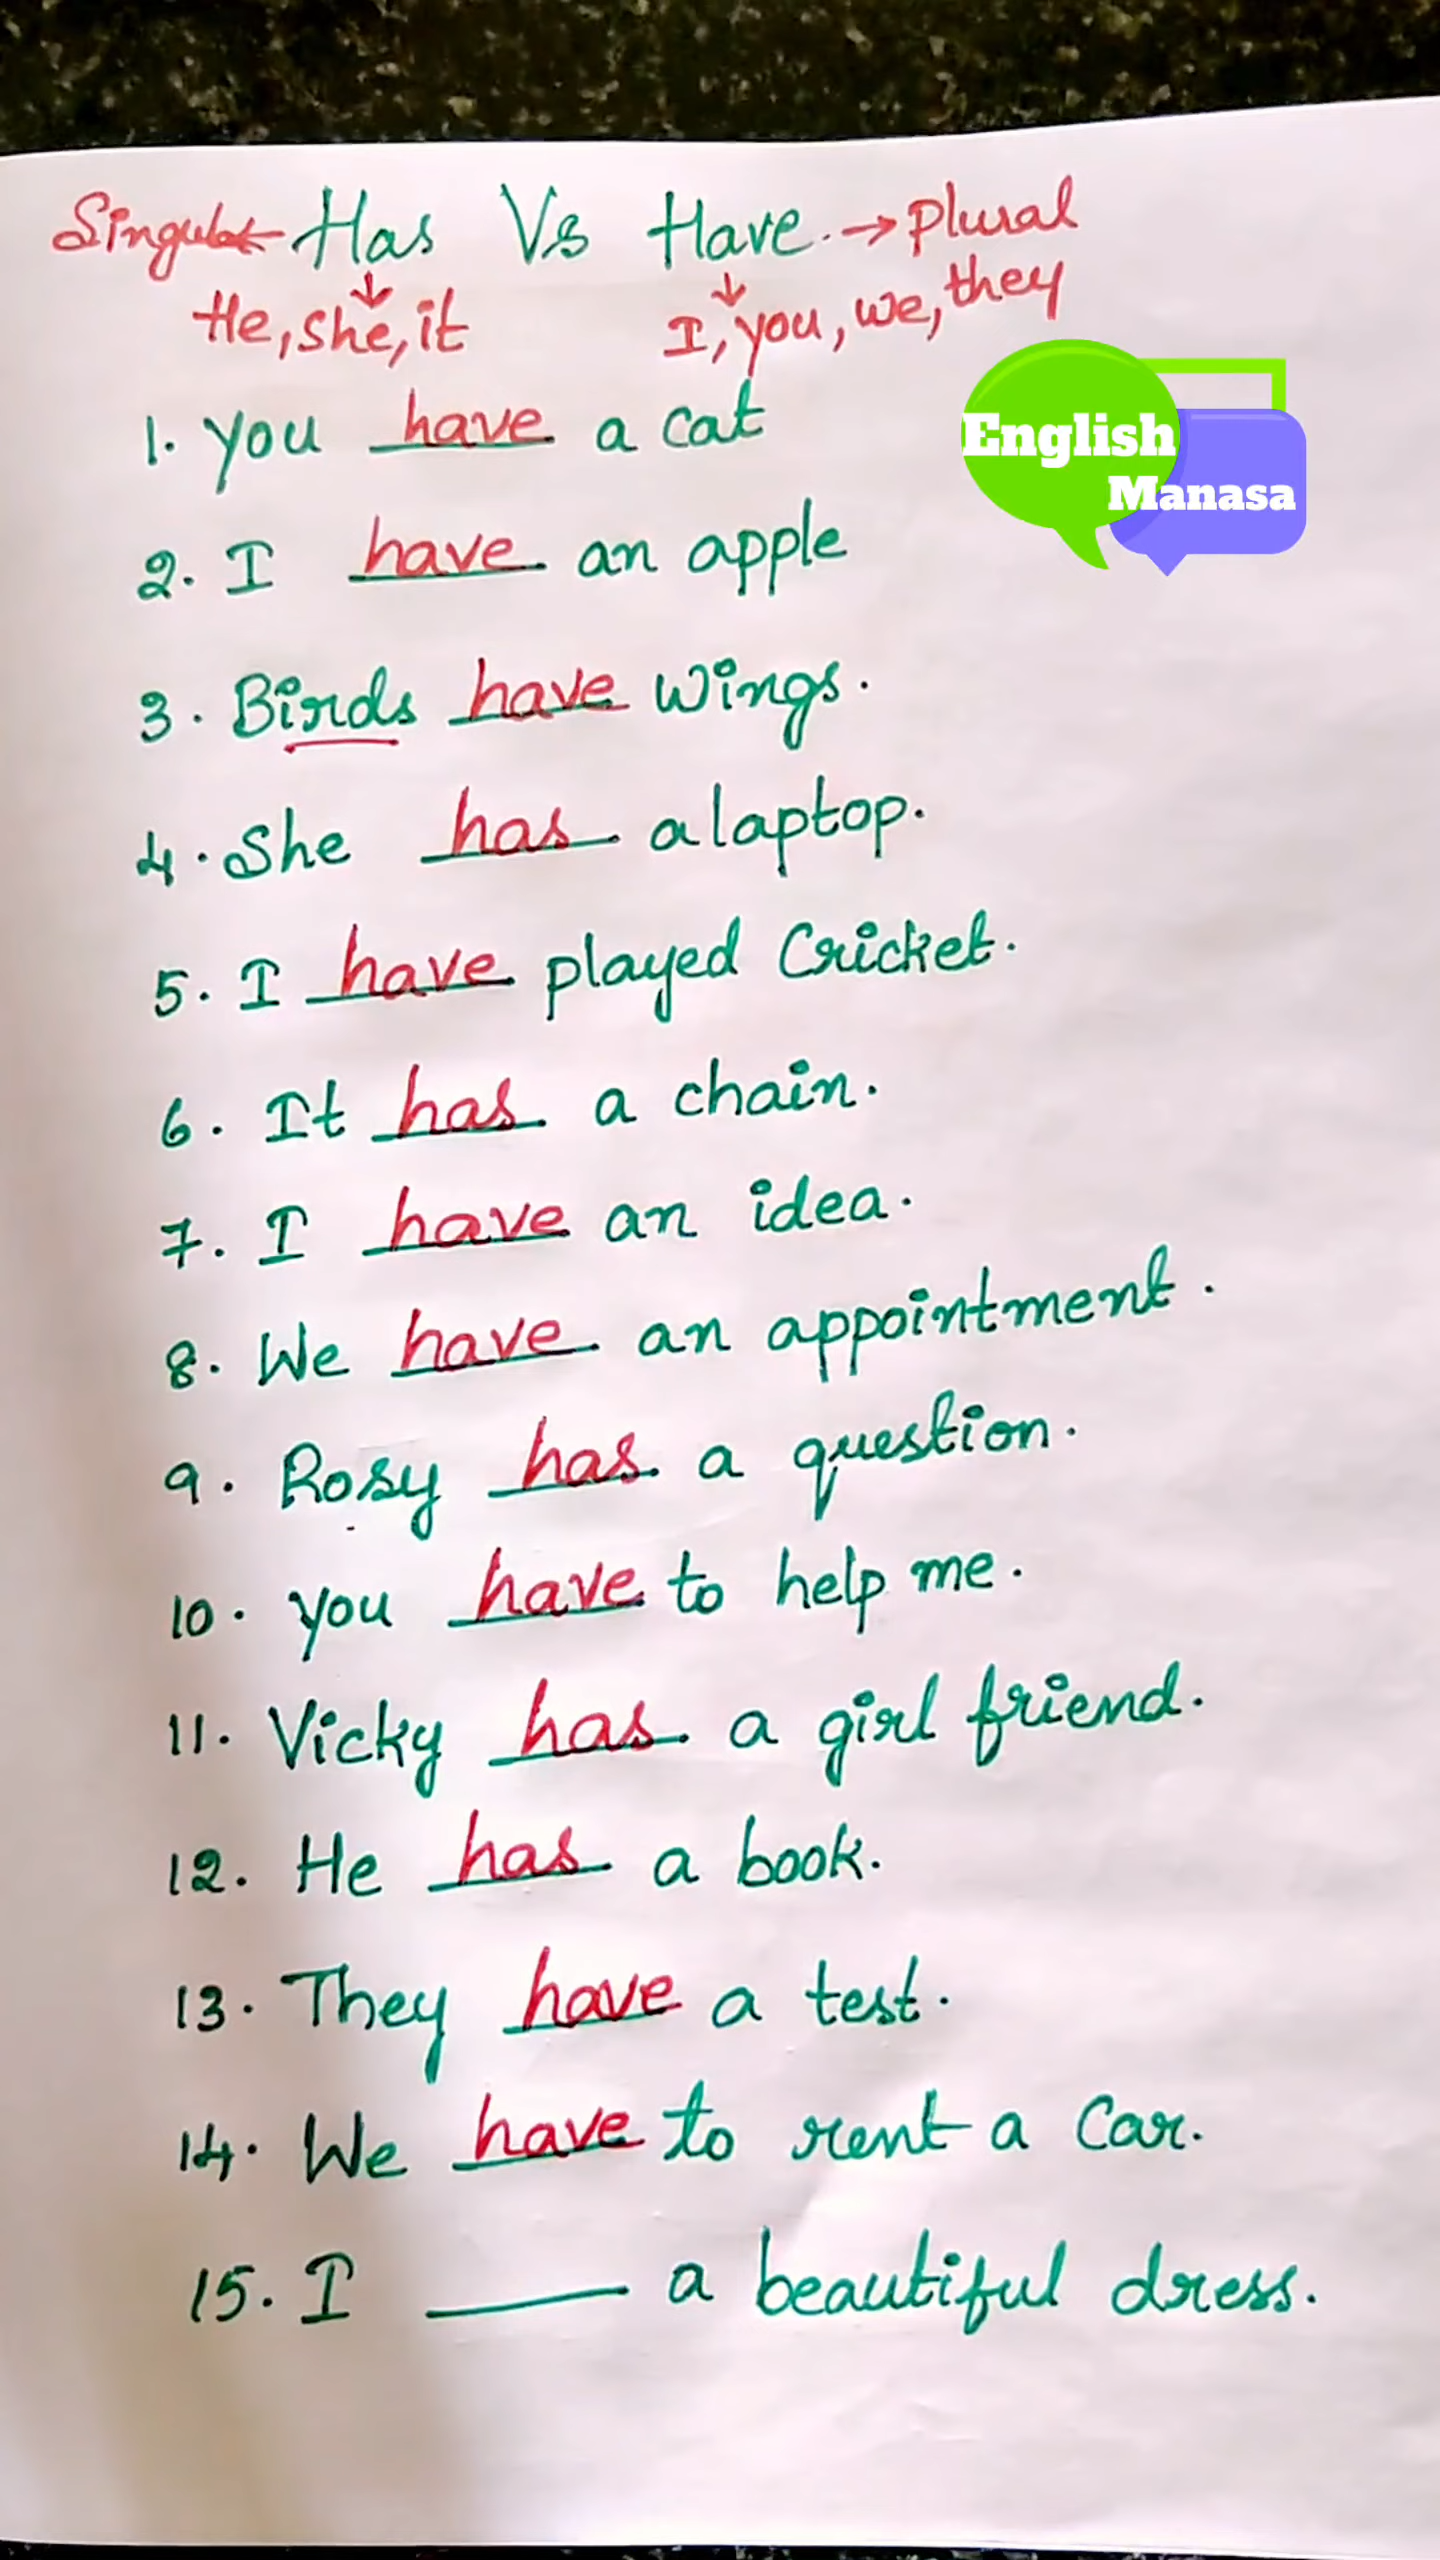 Singular ← Has Vs Have. → Plural
He, she, it I, you, we, they
English
Manasa
1. You have a cat
2. I have an apple
3. Birds have wings.
4. She has a laptop.
5. I have played Cricket.
6. It has a chain.
7. I have an idea.
8. We have an appointment.
9. Rosy has a question.
10. you have to help me.
11. Vicky has a girl friend.
12. He has a book.
13. They have a test.
14. We have to rent a Car.
15. I ____ a beautiful dress.